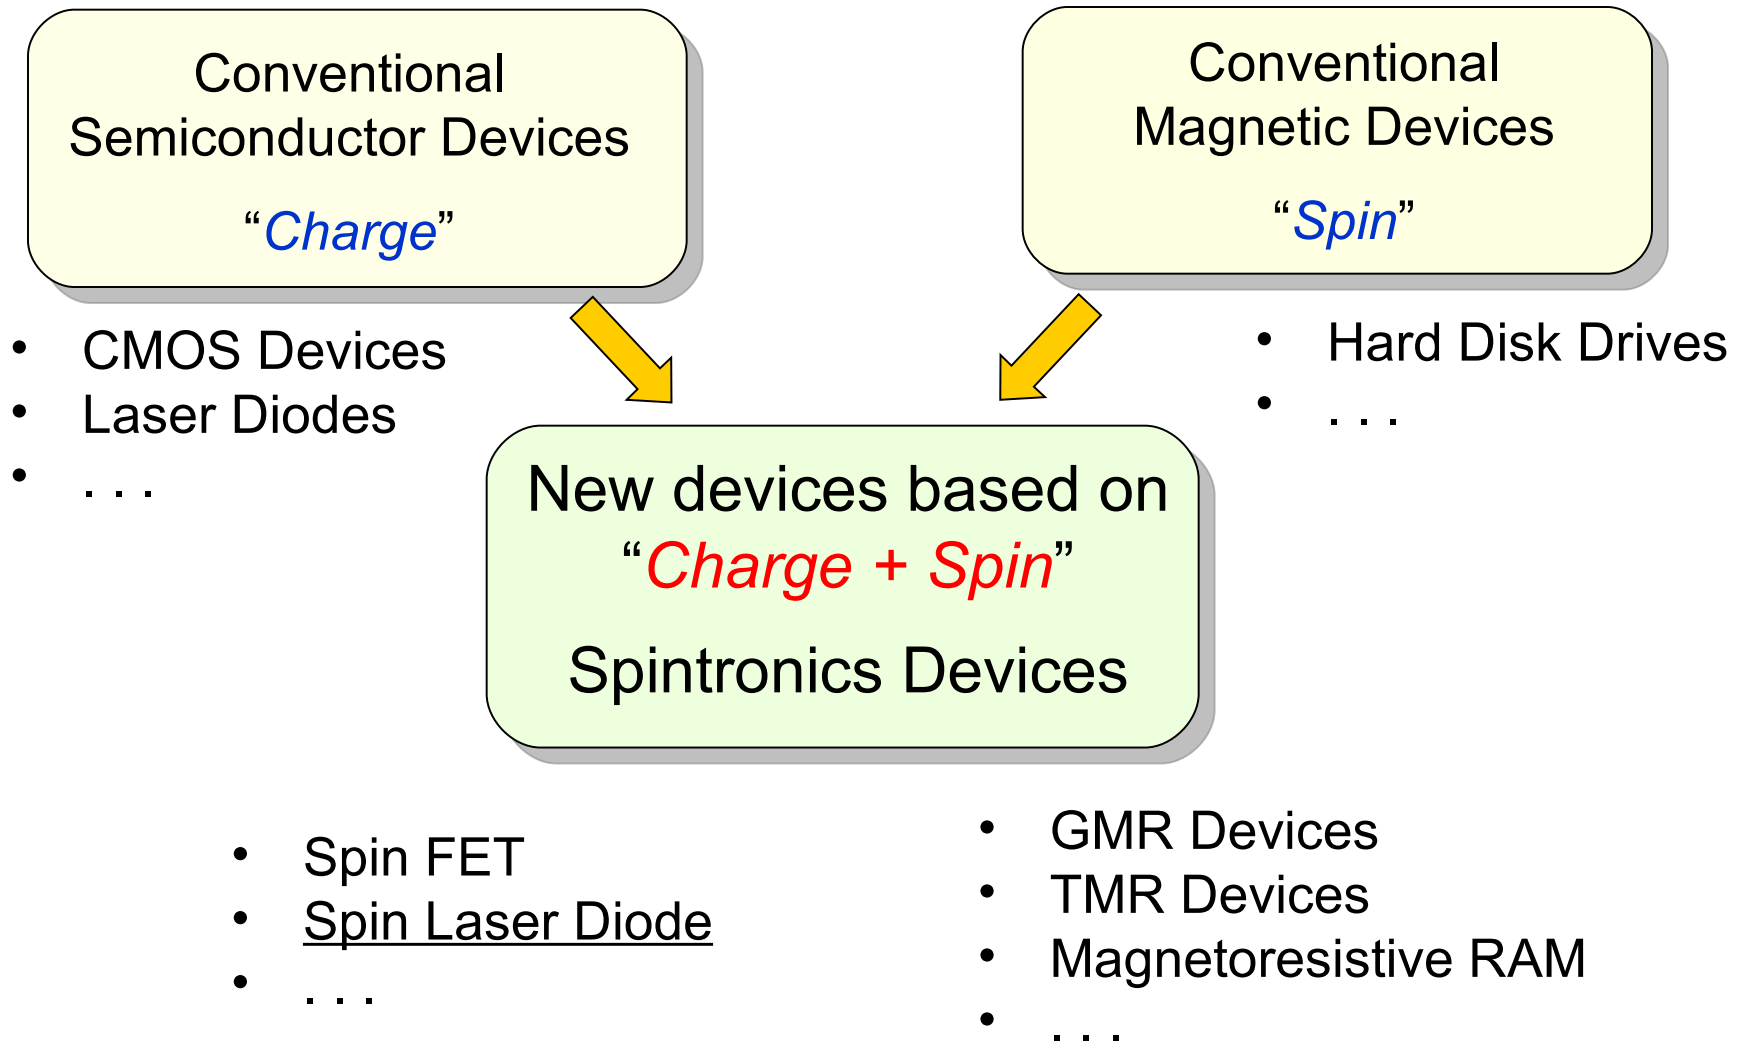 Conventional
Semiconductor Devices
“Charge”
Conventional
Magnetic Devices
“Spin”
• CMOS Devices
• Laser Diodes
• . . .
• Hard Disk Drives
• . . .
New devices based on
“Charge + Spin”
Spintronics Devices
• Spin FET
• Spin Laser Diode
• . . .
• GMR Devices
• TMR Devices
• Magnetoresistive RAM
• . . .